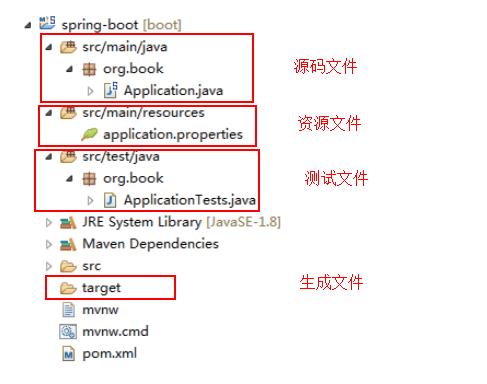 spring-boot [boot]
src/main/java
org.book
Application.java
源码文件
src/main/resources
application.properties
资源文件
src/test/java
org.book
ApplicationTests.java
测试文件
JRE System Library [JavaSE-1.8]
Maven Dependencies
src
target
生成文件
mvnw
mvnw.cmd
pom.xml